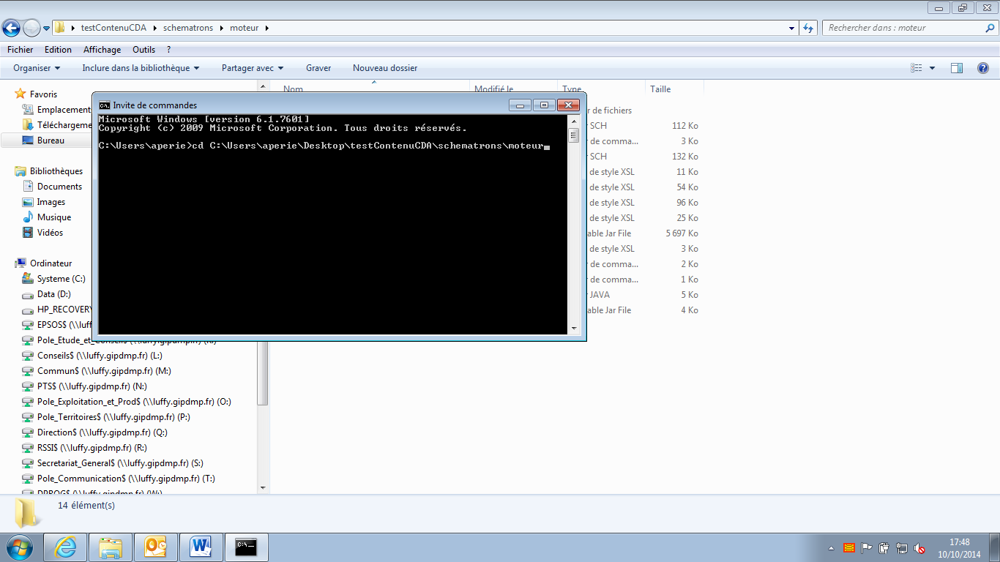 testContenuCDA schematrons moteur
Rechercher dans : moteur
Fichier Edition Affichage Outils ?
Organiser Inclure dans la bibliothèque Partager avec Graver Nouveau dossier
Nom Modifié le Type Taille
Favoris
Emplacement
Téléchargeme
Bureau
Bibliothèques
Documents
Images
Musique
Vidéos
Ordinateur
Systeme (C:)
Data (D:)
HP_RECOVERY
EPSOS$ (\\
Pole_Etude_et_Conseil$ (\\luffy.gipdmp.fr) (K:)
Conseils$ (\\luffy.gipdmp.fr) (L:)
Commun$ (\\luffy.gipdmp.fr) (M:)
PTS$ (\\luffy.gipdmp.fr) (N:)
Pole_Exploitation_et_Prod$ (\\luffy.gipdmp.fr) (O:)
Pole_Territoires$ (\\luffy.gipdmp.fr) (P:)
Direction$ (\\luffy.gipdmp.fr) (Q:)
RSSI$ (\\luffy.gipdmp.fr) (R:)
Secretariat_General$ (\\luffy.gipdmp.fr) (S:)
Pole_Communication$ (\\luffy.gipdmp.fr) (T:)
DPROG$ (\\luffy.gipdmp.fr) (W:)
Invite de commandes
Microsoft Windows [version 6.1.7601]
Copyright (c) 2009 Microsoft Corporation. Tous droits réservés.
C:\Users\aperie>cd C:\Users\aperie\Desktop\testContenuCDA\schematrons\moteur
r de fichiers
SCH 112 Ko
de comma... 3 Ko
SCH 132 Ko
de style XSL 11 Ko
de style XSL 54 Ko
de style XSL 96 Ko
de style XSL 25 Ko
able Jar File 5 697 Ko
de style XSL 3 Ko
de comma... 2 Ko
de comma... 1 Ko
JAVA 5 Ko
able Jar File 4 Ko
14 élément(s)
17:48
10/10/2014